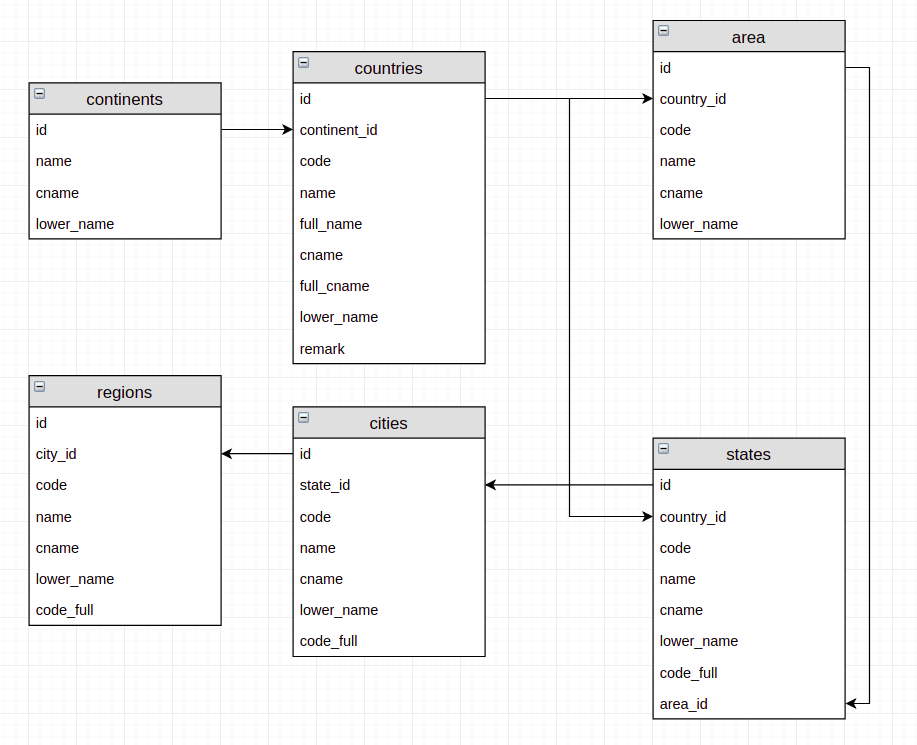 continents
id
name
cname
lower_name
countries
id
continent_id
code
name
full_name
cname
full_cname
lower_name
remark
area
id
country_id
code
name
cname
lower_name
regions
id
city_id
code
name
cname
lower_name
code_full
cities
id
state_id
code
name
cname
lower_name
code_full
states
id
country_id
code
name
cname
lower_name
code_full
area_id